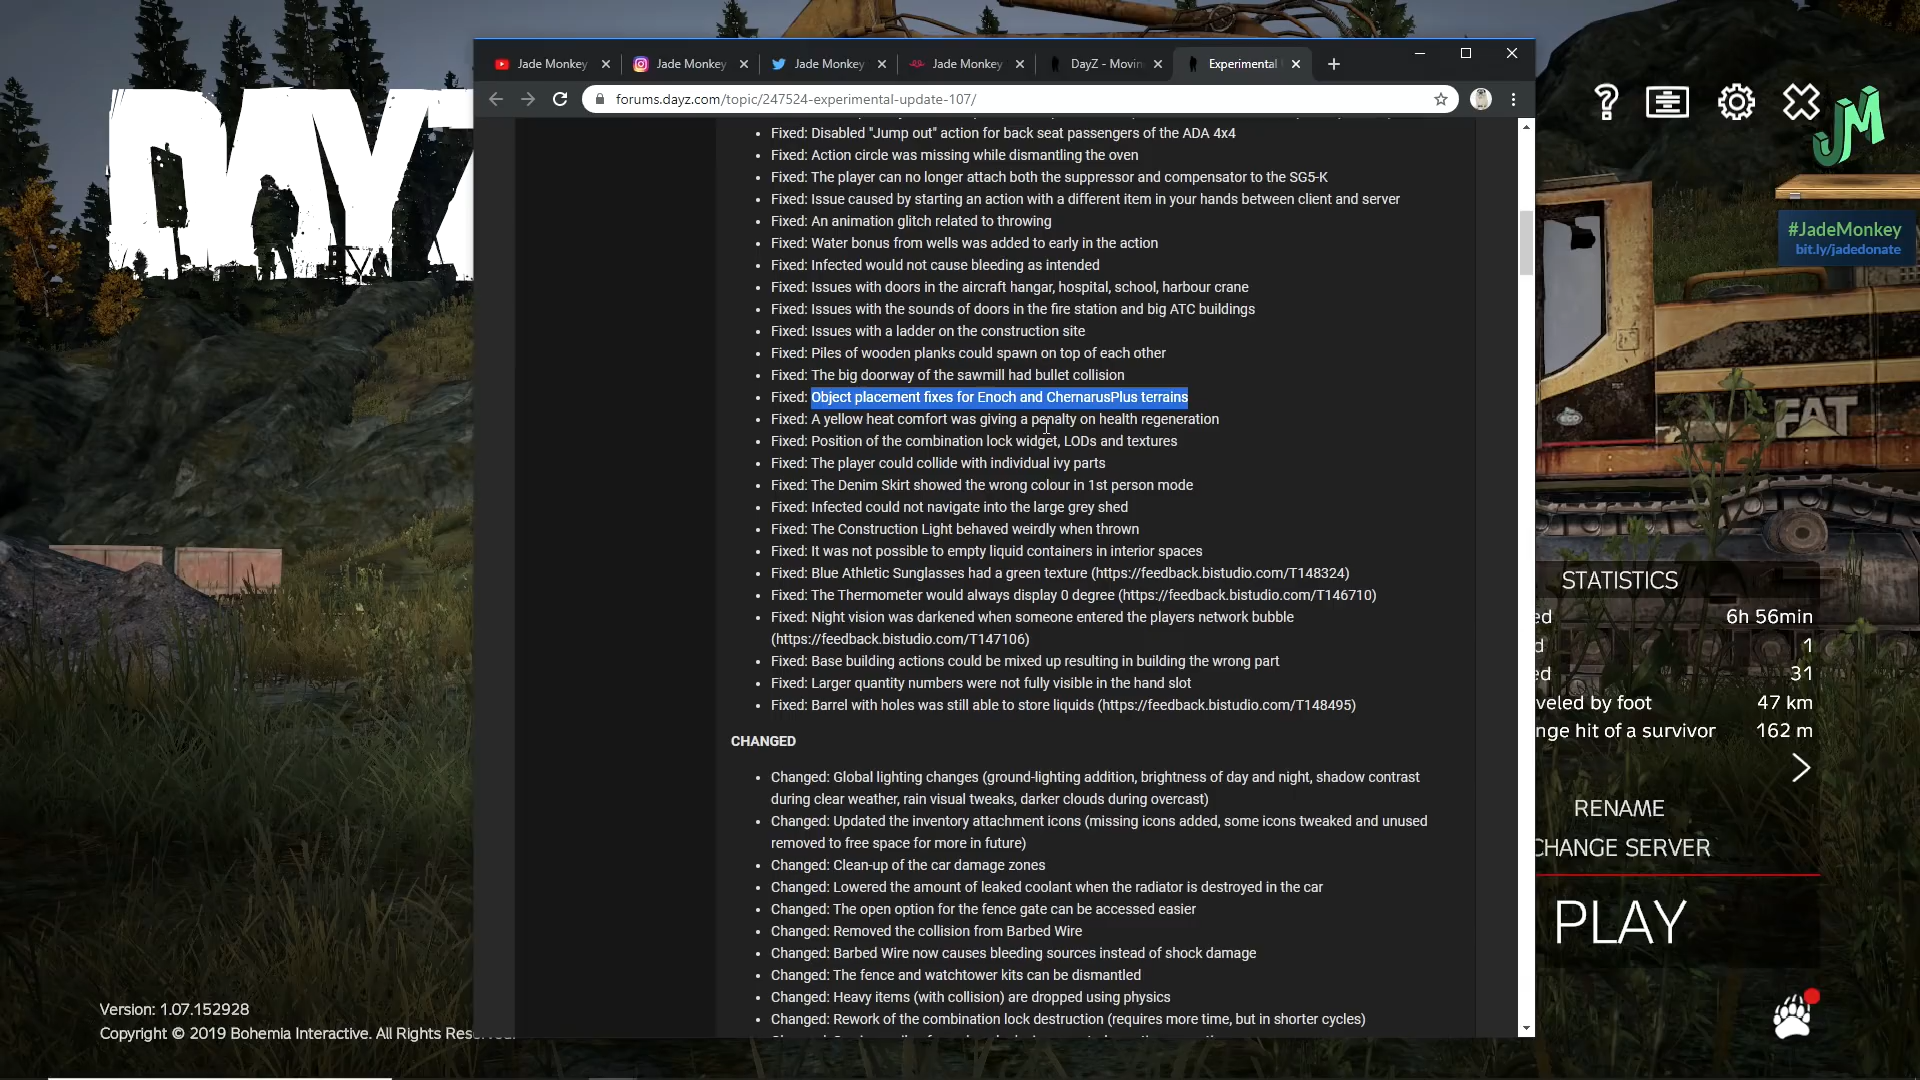 Jade Monkey
Jade Monkey
Jade Monkey
Jade Monkey
DayZ - Movin
Experimental
forums.dayz.com/topic/247524-experimental-update-107/
DAYZ
JM
#JadeMonkey
bit.ly/jadedonate
Fixed: Disabled "Jump out" action for back seat passengers of the ADA 4x4
Fixed: Action circle was missing while dismantling the oven
Fixed: The player can no longer attach both the suppressor and compensator to the SG5-K
Fixed: Issue caused by starting an action with a different item in your hands between client and server
Fixed: An animation glitch related to throwing
Fixed: Water bonus from wells was added to early in the action
Fixed: Infected would not cause bleeding as intended
Fixed: Issues with doors in the aircraft hangar, hospital, school, harbour crane
Fixed: Issues with the sounds of doors in the fire station and big ATC buildings
Fixed: Issues with a ladder on the construction site
Fixed: Piles of wooden planks could spawn on top of each other
Fixed: The big doorway of the sawmill had bullet collision
Fixed: Object placement fixes for Enoch and ChernarusPlus terrains
Fixed: A yellow heat comfort was giving a penalty on health regeneration
Fixed: Position of the combination lock widget, LODs and textures
Fixed: The player could collide with individual ivy parts
Fixed: The Denim Skirt showed the wrong colour in 1st person mode
Fixed: Infected could not navigate into the large grey shed
Fixed: The Construction Light behaved weirdly when thrown
Fixed: It was not possible to empty liquid containers in interior spaces
Fixed: Blue Athletic Sunglasses had a green texture (https://feedback.bistudio.com/T148324)
Fixed: The Thermometer would always display 0 degree (https://feedback.bistudio.com/T146710)
Fixed: Night vision was darkened when someone entered the players network bubble
(https://feedback.bistudio.com/T147106)
Fixed: Base building actions could be mixed up resulting in building the wrong part
Fixed: Larger quantity numbers were not fully visible in the hand slot
Fixed: Barrel with holes was still able to store liquids (https://feedback.bistudio.com/T148495)
CHANGED
Changed: Global lighting changes (ground-lighting addition, brightness of day and night, shadow contrast
during clear weather, rain visual tweaks, darker clouds during overcast)
Changed: Updated the inventory attachment icons (missing icons added, some icons tweaked and unused
removed to free space for more in future)
Changed: Clean-up of the car damage zones
Changed: Lowered the amount of leaked coolant when the radiator is destroyed in the car
Changed: The open option for the fence gate can be accessed easier
Changed: Removed the collision from Barbed Wire
Changed: Barbed Wire now causes bleeding sources instead of shock damage
Changed: The fence and watchtower kits can be dismantled
Changed: Heavy items (with collision) are dropped using physics
Changed: Rework of the combination lock destruction (requires more time, but in shorter cycles)
FAT
STATISTICS
ed 6h 56min
d 1
ed 31
veled by foot 47 km
nge hit of a survivor 162 m
RENAME
CHANGE SERVER
PLAY
Version: 1.07.152928
Copyright © 2019 Bohemia Interactive. All Rights Res